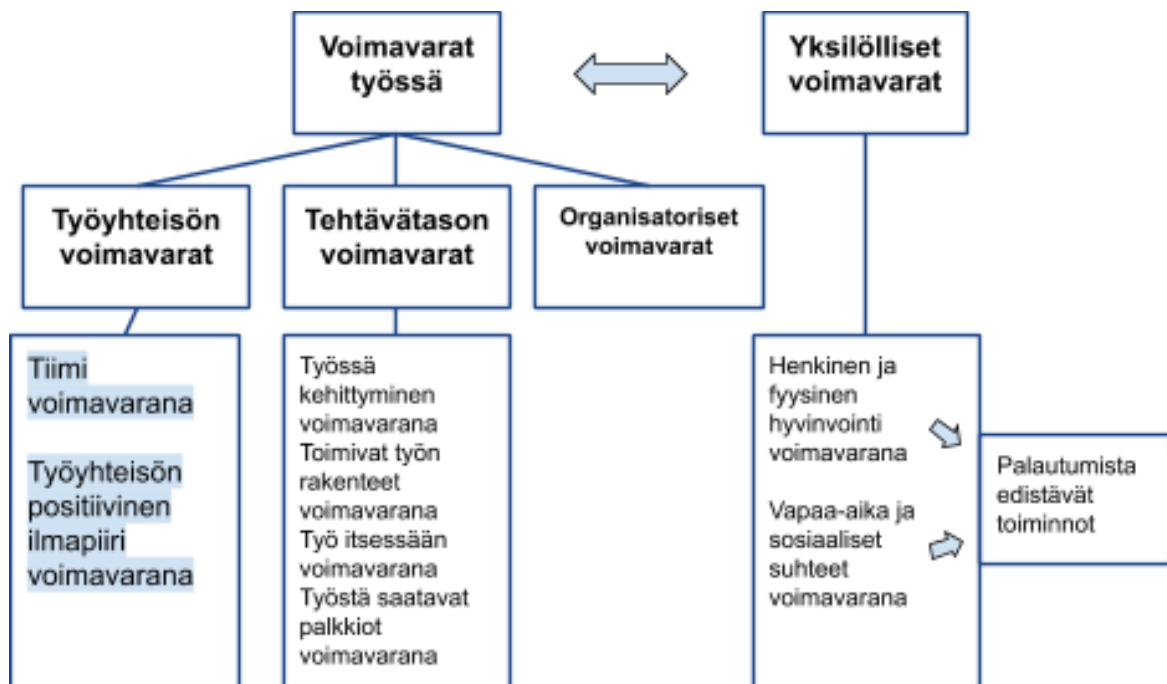 Voimavarat
työssä
Yksilölliset
voimavarat
Työyhteisön
voimavarat
Tehtävätason
voimavarat
Organisatoriset
voimavarat
Tiimi
voimavarana
Työyhteisön
positiivinen
ilmapiiri
voimavarana
Työssä
kehittyminen
voimavarana
Toimivat työn
rakenteet
voimavarana
Työ itsessään
voimavarana
Työstä saatavat
palkkiot
voimavarana
Henkinen ja
fyysinen
hyvinvointi
voimavarana
Vapaa-aika ja
sosiaaliset
suhteet
voimavarana
Palautumista
edistävät
toiminnot